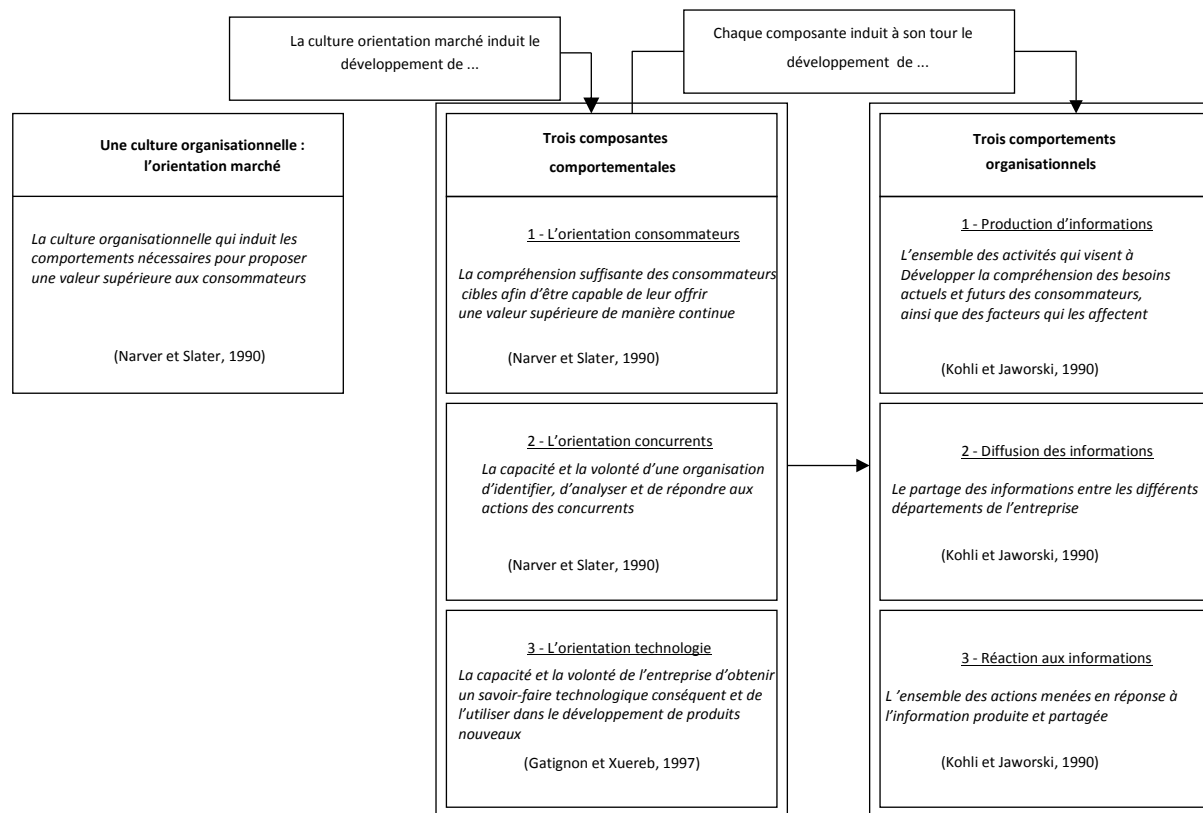 La culture orientation marché induit le
développement de ...
Chaque composante induit à son tour le
développement de ...
Une culture organisationnelle :
l'orientation marché
La culture organisationnelle qui induit les
comportements nécessaires pour proposer
une valeur supérieure aux consommateurs
(Narver et Slater, 1990)
Trois composantes
comportementales
1 - L'orientation consommateurs
La compréhension suffisante des consommateurs
cibles afin d'être capable de leur offrir
une valeur supérieure de manière continue
(Narver et Slater, 1990)
2 - L'orientation concurrents
La capacité et la volonté d'une organisation
d'identifier, d'analyser et de répondre aux
actions des concurrents
(Narver et Slater, 1990)
3 - L'orientation technologie
La capacité et la volonté de l'entreprise d'obtenir
un savoir-faire technologique conséquent et de
l'utiliser dans le développement de produits
nouveaux
(Gatignon et Xuereb, 1997)
Trois comportements
organisationnels
1 - Production d'informations
L'ensemble des activités qui visent à
Développer la compréhension des besoins
actuels et futurs des consommateurs,
ainsi que des facteurs qui les affectent
(Kohli et Jaworski, 1990)
2 - Diffusion des informations
Le partage des informations entre les différents
départements de l'entreprise
(Kohli et Jaworski, 1990)
3 - Réaction aux informations
L 'ensemble des actions menées en réponse à
l'information produite et partagée
(Kohli et Jaworski, 1990)